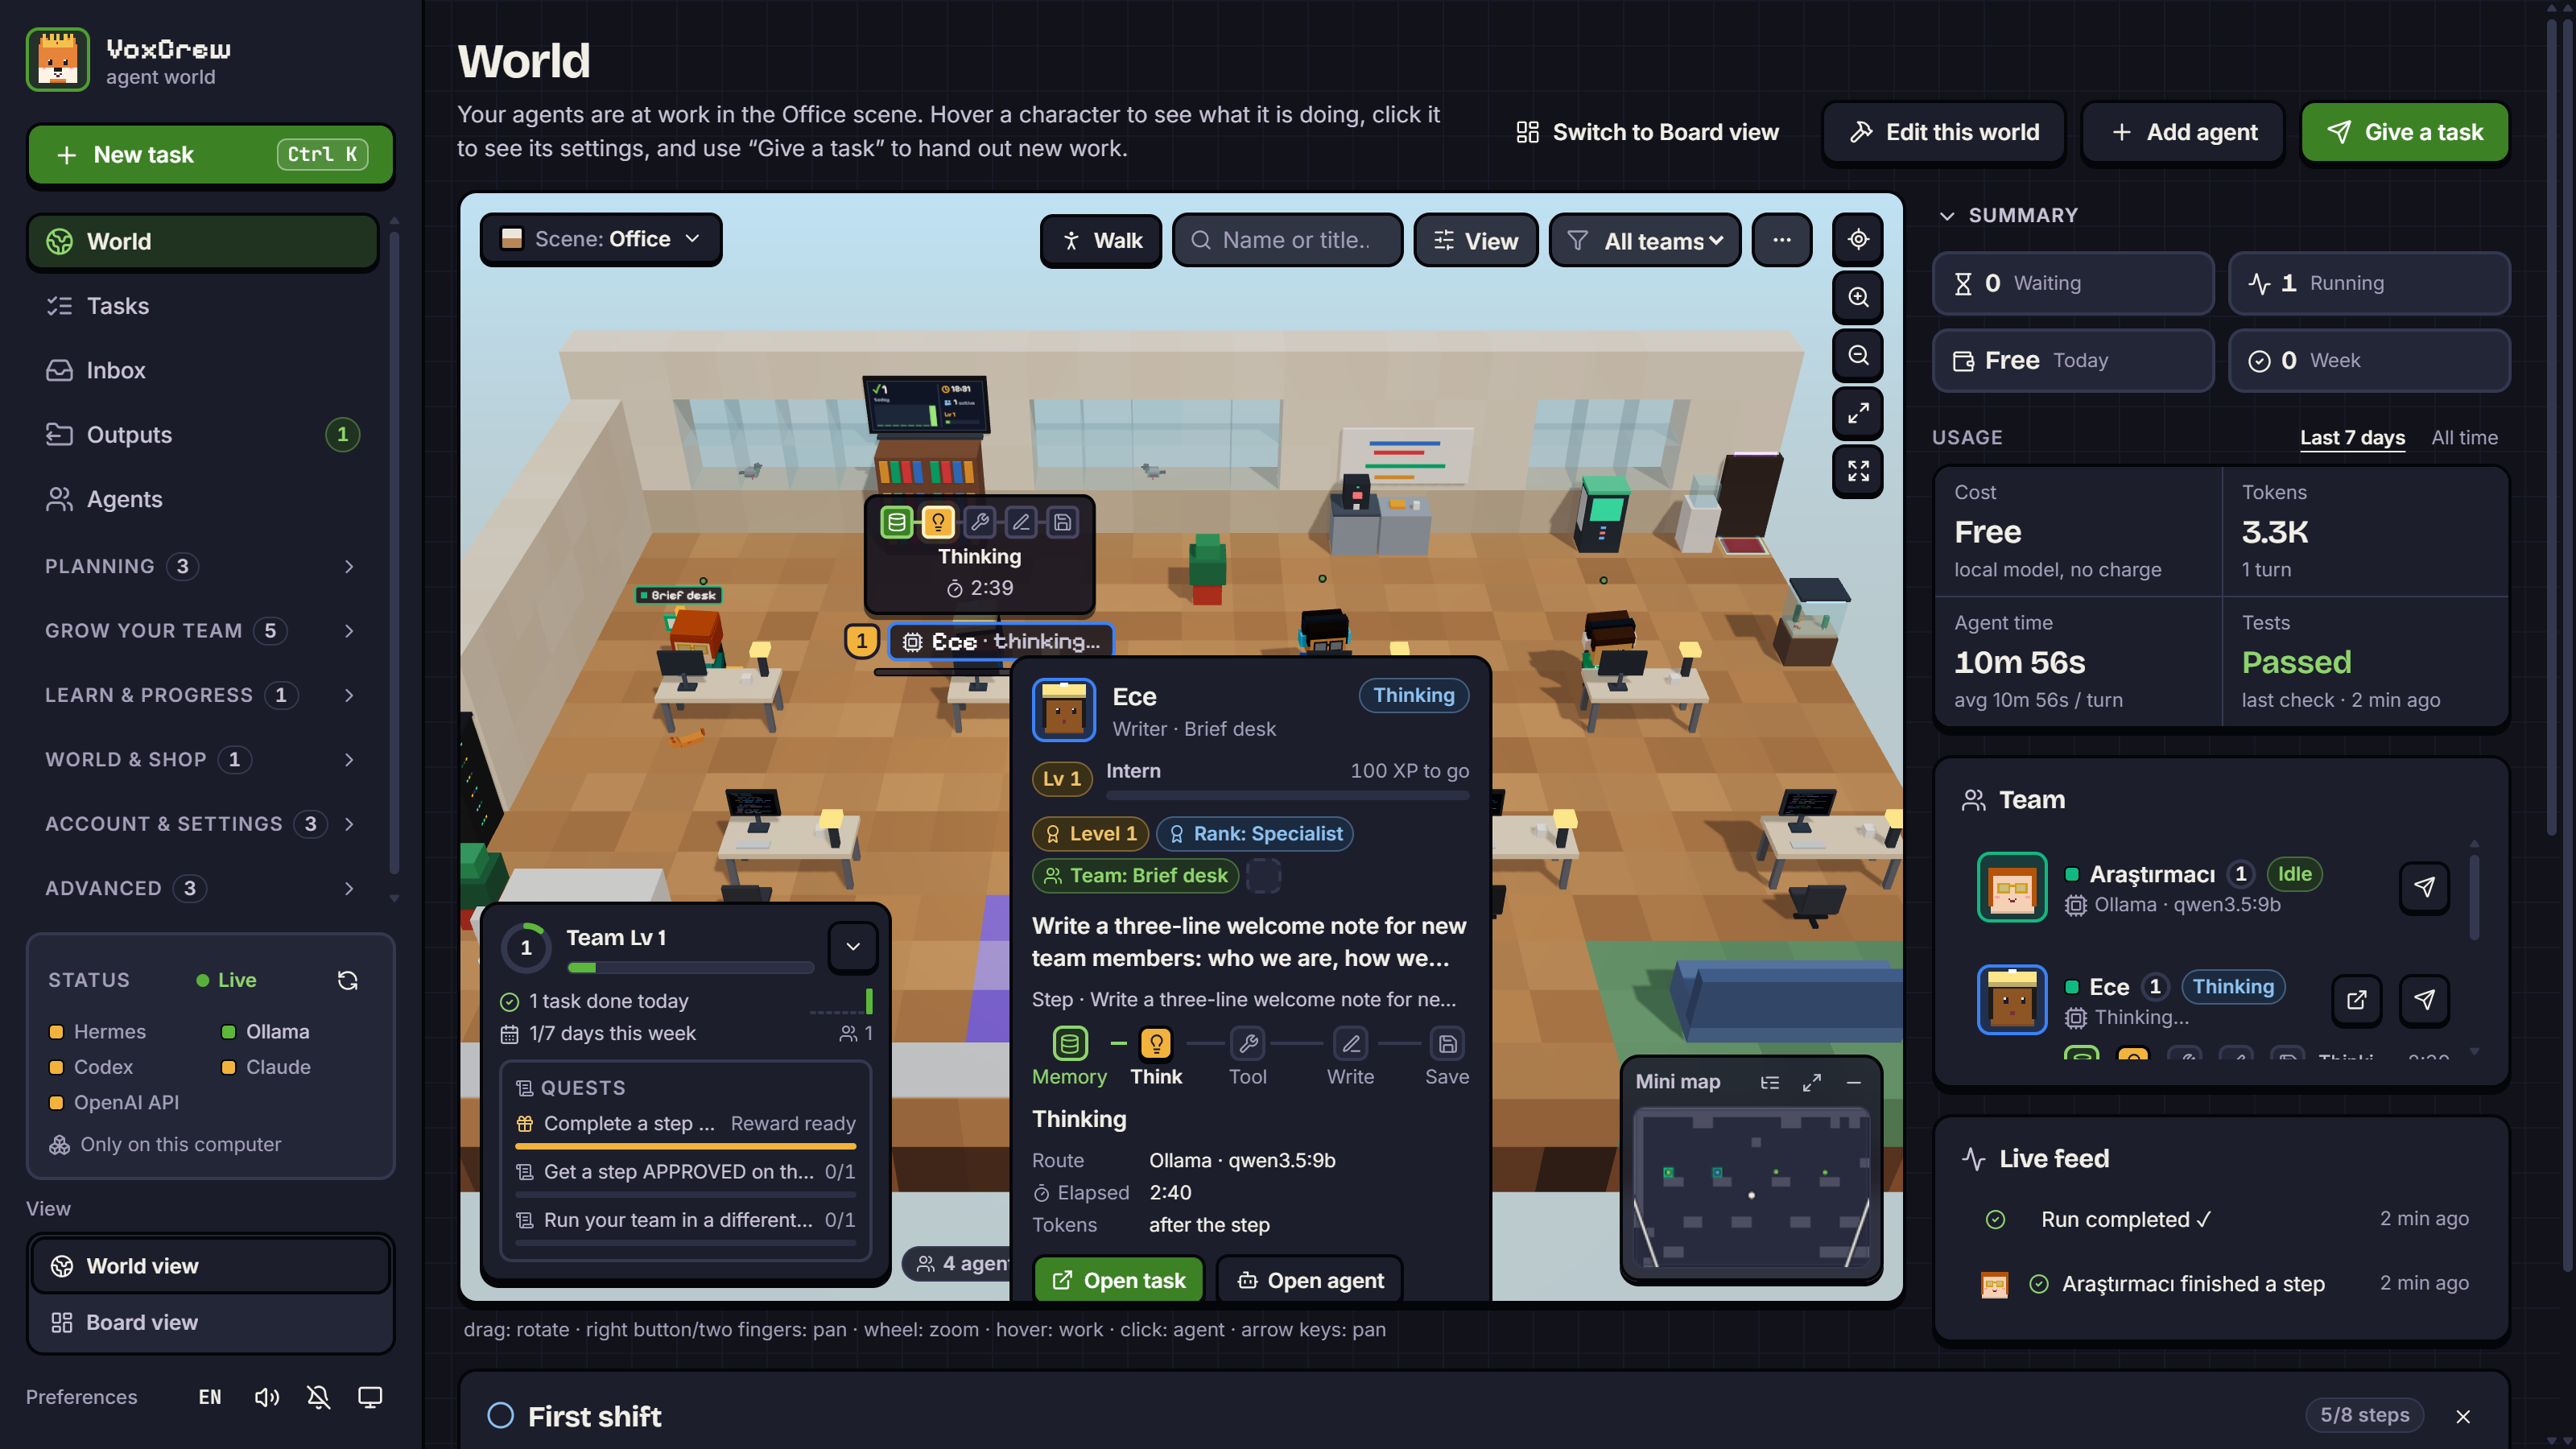 VoxCrew
agent world
New task
Ctrl K
World
Tasks
Inbox
Outputs
1
Agents
PLANNING 3
GROW YOUR TEAM 5
LEARN & PROGRESS 1
WORLD & SHOP 1
ACCOUNT & SETTINGS 3
ADVANCED 3
STATUS
Live
Hermes
Ollama
Codex
Claude
OpenAI API
Only on this computer
View
World view
Board view
Preferences
EN
World
Your agents are at work in the Office scene. Hover a character to see what it is doing, click it
to see its settings, and use “Give a task” to hand out new work.
Switch to Board view
Edit this world
Add agent
Give a task
Scene: Office
Walk
Name or title..
View
All teams
Thinking
2:39
Brief desk
1
Ece · thinking...
Ece
Thinking
Writer · Brief desk
Lv 1
Intern
100 XP to go
Level 1
Rank: Specialist
Team: Brief desk
Write a three-line welcome note for new
team members: who we are, how we...
Step · Write a three-line welcome note for ne...
Memory
Think
Tool
Write
Save
Thinking
Route
Ollama · qwen3.5:9b
Elapsed
2:40
Tokens
after the step
Open task
Open agent
1
Team Lv 1
1 task done today
1/7 days this week
1
QUESTS
Complete a step ...
Reward ready
Get a step APPROVED on th...
0/1
Run your team in a different...
0/1
4 agen
Mini map
drag: rotate · right button/two fingers: pan · wheel: zoom · hover: work · click: agent · arrow keys: pan
SUMMARY
0 Waiting
1 Running
Free Today
0 Week
USAGE
Last 7 days
All time
Cost
Free
local model, no charge
Tokens
3.3K
1 turn
Agent time
10m 56s
avg 10m 56s / turn
Tests
Passed
last check · 2 min ago
Team
Araştırmacı
1
Idle
Ollama · qwen3.5:9b
Ece
1
Thinking
Thinking...
Live feed
Run completed ✓
2 min ago
Araştırmacı finished a step
2 min ago
First shift
5/8 steps